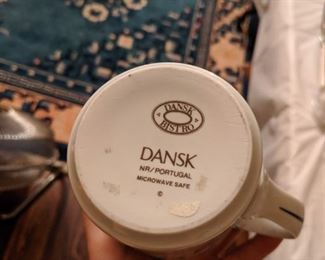 DANSK
BISTRO
DANSK
NR/PORTUGAL
MICROWAVE SAFE
©